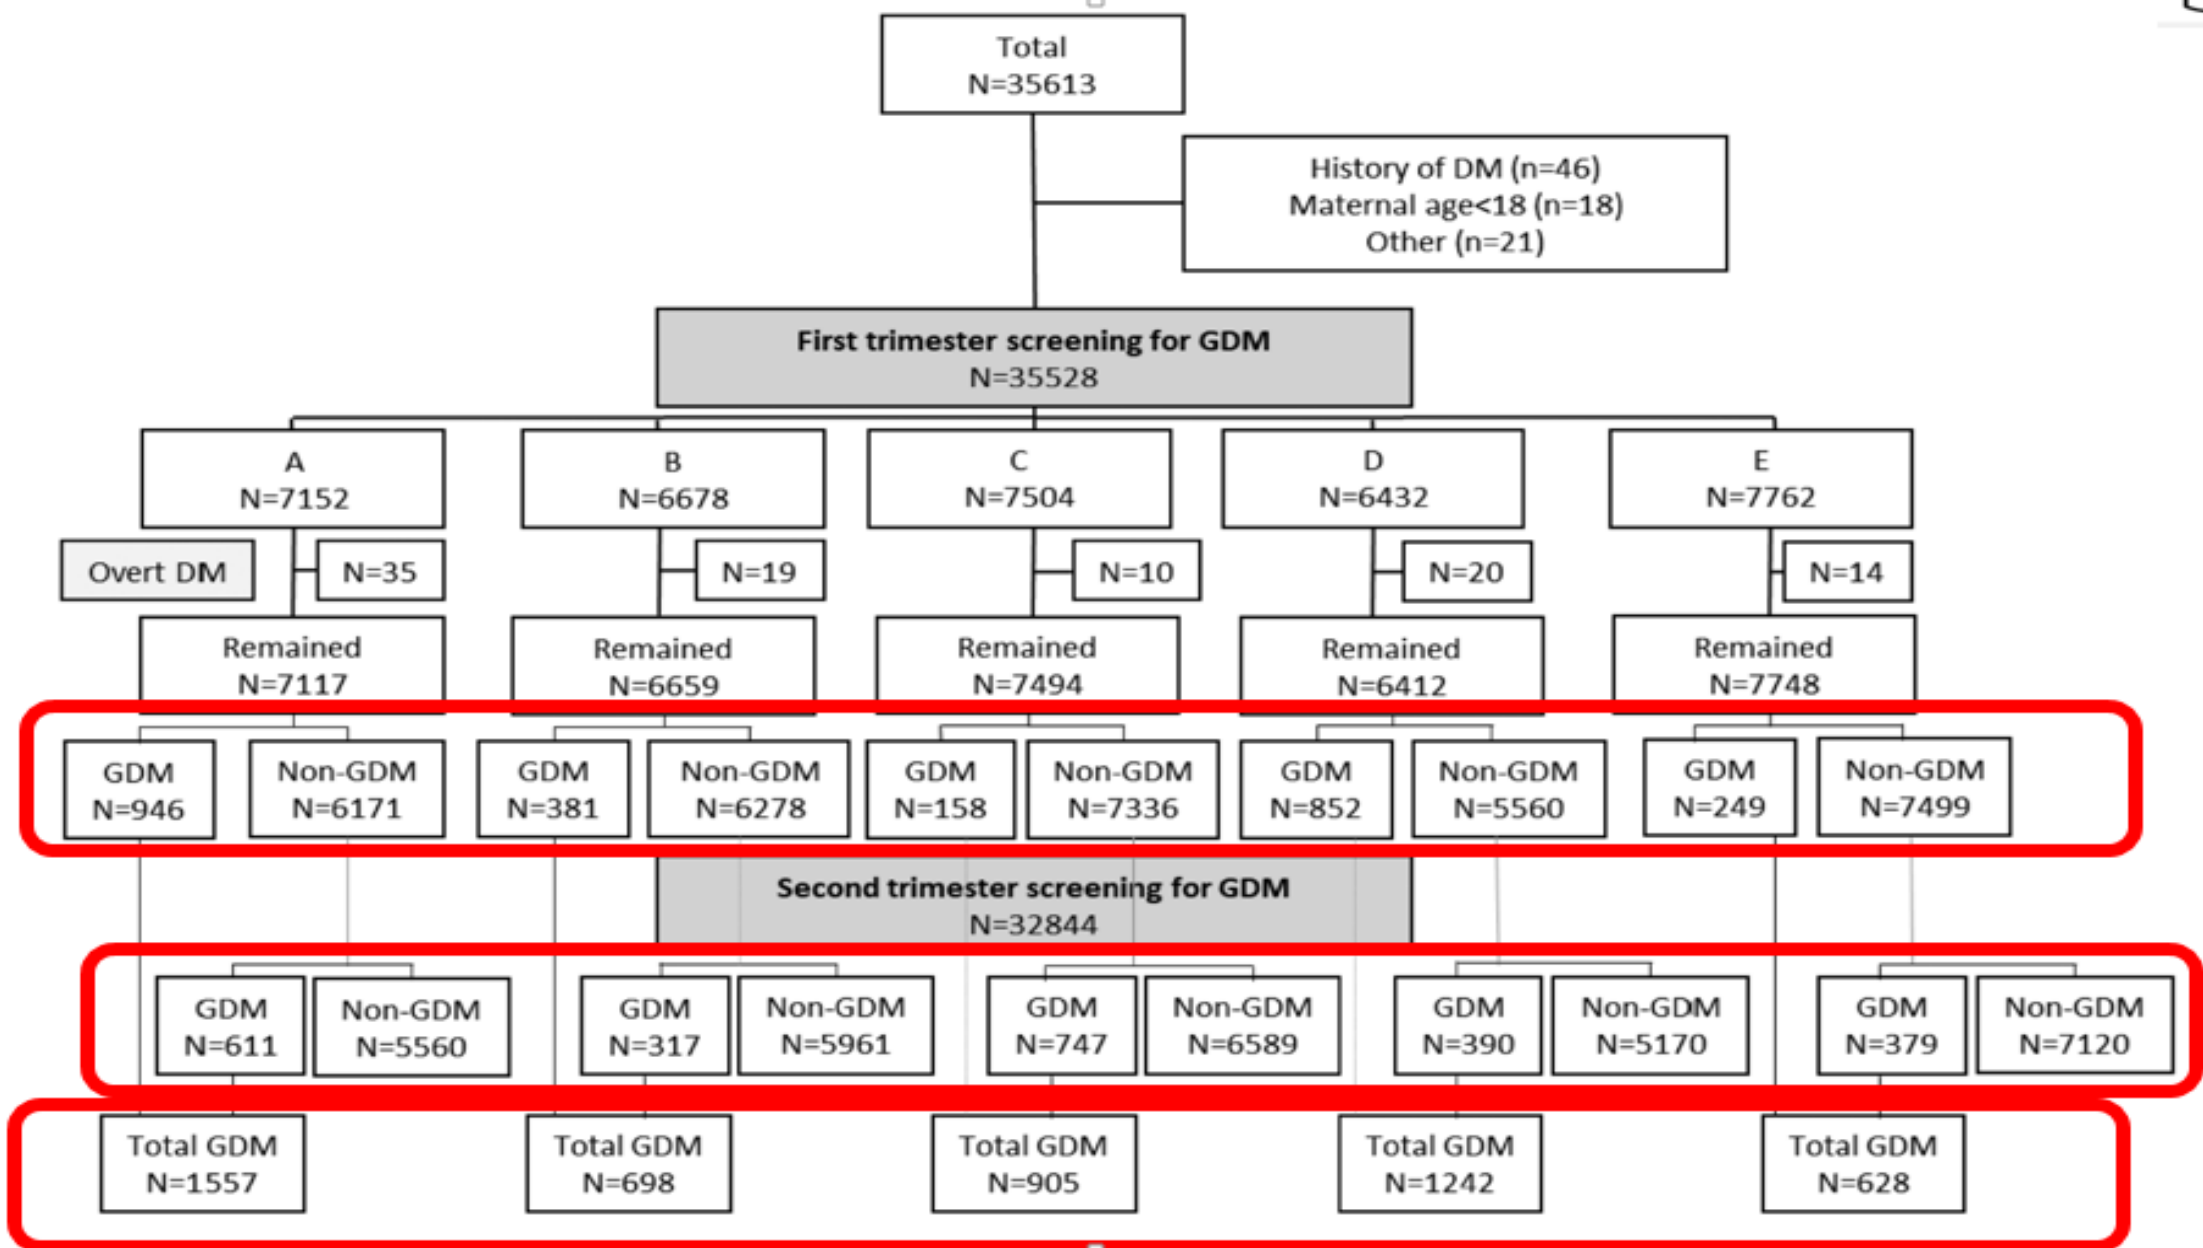 Total
N=35613
History of DM (n=46)
Maternal age<18 (n=18)
Other (n=21)
First trimester screening for GDM
N=35528
A
N=7152
B
N=6678
C
N=7504
D
N=6432
E
N=7762
Overt DM
N=35
N=19
N=10
N=20
N=14
Remained
N=7117
Remained
N=6659
Remained
N=7494
Remained
N=6412
Remained
N=7748
GDM
N=946
Non-GDM
N=6171
GDM
N=381
Non-GDM
N=6278
GDM
N=158
Non-GDM
N=7336
GDM
N=852
Non-GDM
N=5560
GDM
N=249
Non-GDM
N=7499
Second trimester screening for GDM
N=32844
GDM
N=611
Non-GDM
N=5560
GDM
N=317
Non-GDM
N=5961
GDM
N=747
Non-GDM
N=6589
GDM
N=390
Non-GDM
N=5170
GDM
N=379
Non-GDM
N=7120
Total GDM
N=1557
Total GDM
N=698
Total GDM
N=905
Total GDM
N=1242
Total GDM
N=628